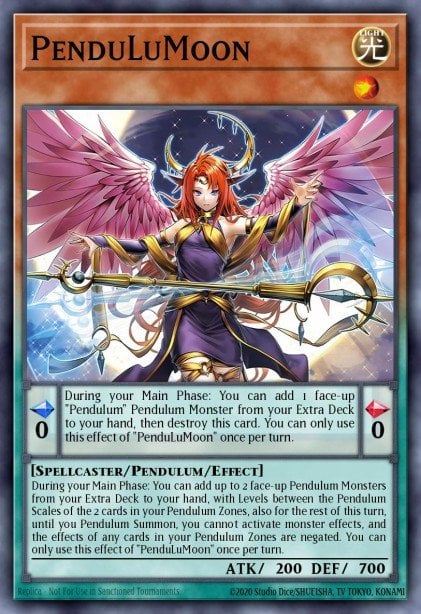 PenduLuMoon
LIGHT
光
During your Main Phase: You can add 1 face-up
"Pendulum" Pendulum Monster from your Extra Deck
to your hand, then destroy this card. You can only use
this effect of "PenduLuMoon" once per turn.
0
0
[Spellcaster/Pendulum/Effect]
During your Main Phase: You can add up to 2 face-up Pendulum Monsters
from your Extra Deck to your hand, with Levels between the Pendulum
Scales of the 2 cards in your Pendulum Zones, also for the rest of this turn,
until you Pendulum Summon, you cannot activate monster effects, and
the effects of any cards in your Pendulum Zones are negated. You can
only use this effect of "PenduLuMoon" once per turn.
ATK/ 200 DEF/ 700
Replica - Not For Use in Sanctioned Tournaments
©2020 Studio Dice/SHUEISHA, TV TOKYO, KONAMI